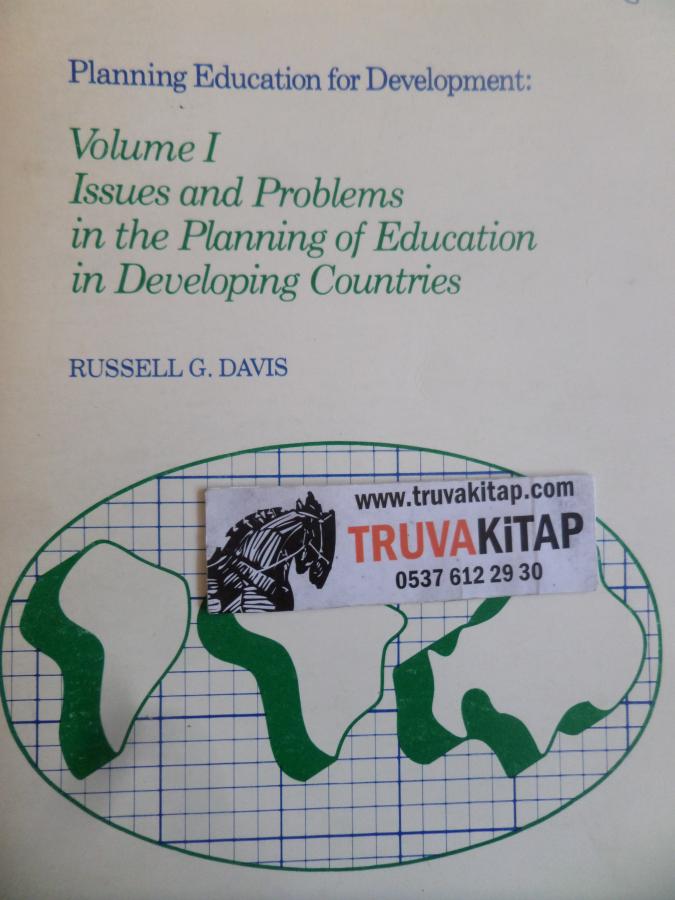 Planning Education for Development:
Volume I
Issues and Problems
in the Planning of Education
in Developing Countries
RUSSELL G. DAVIS
www.truvakitap.com
TRUVAKiTAP
0537 612 29 30